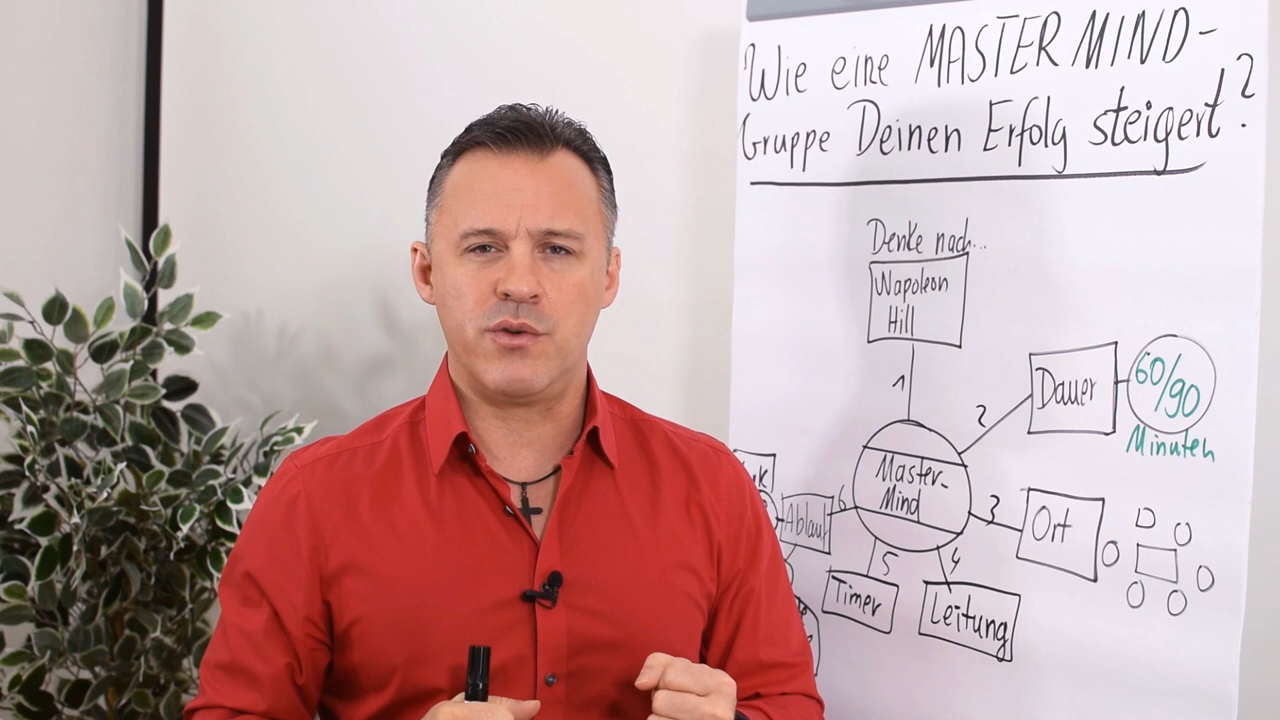 Wie eine MASTER MIND-
Gruppe Deinen Erfolg steigert?
Denke nach...
Napoleon
Hill
1
2
Dauer
60/90
Minuten
Master-
Mind
3
Ort
4
Leitung
5
Timer
6
Ablauf